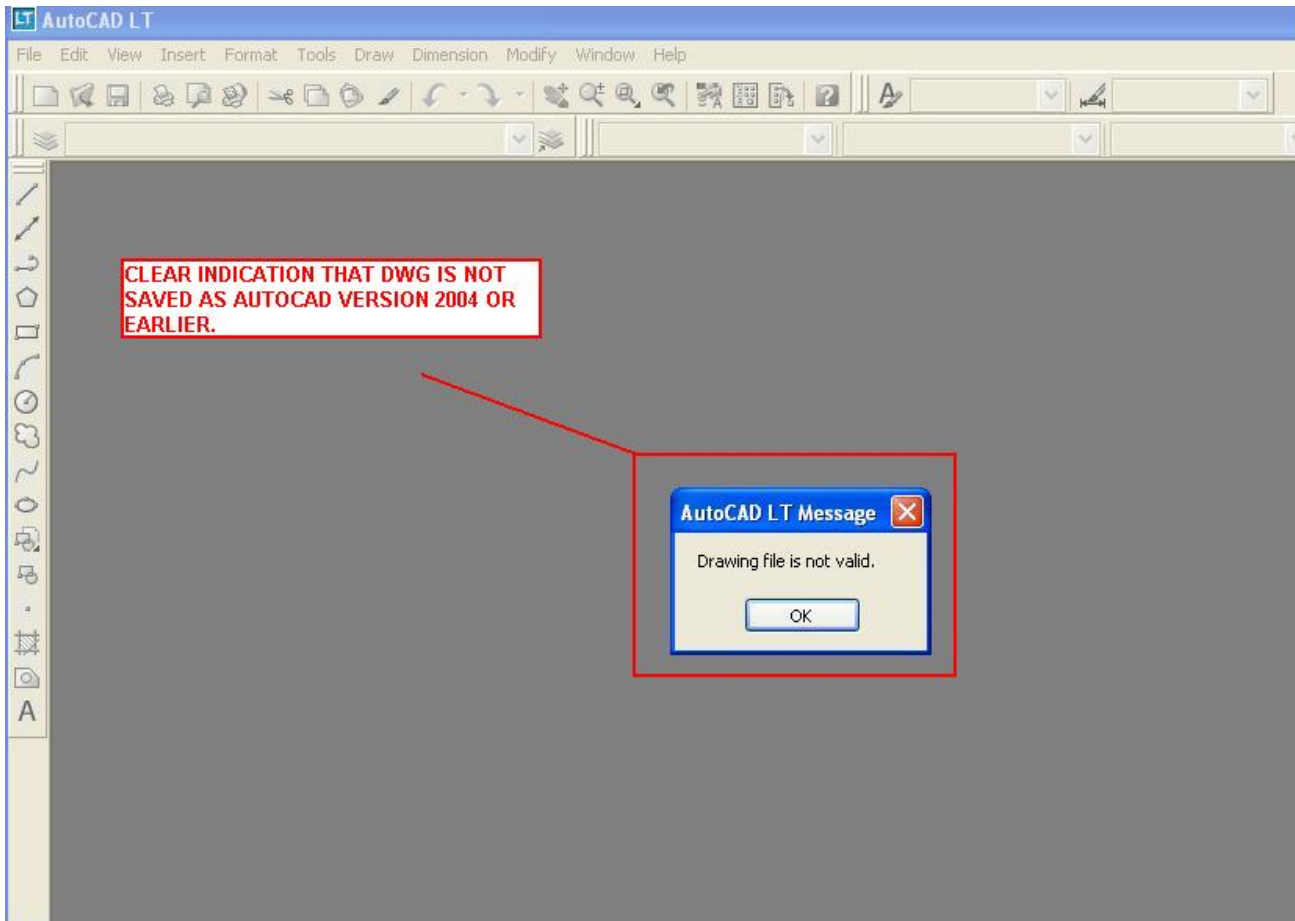 LT AutoCAD LT
File Edit View Insert Format Tools Draw Dimension Modify Window Help
CLEAR INDICATION THAT DWG IS NOT
SAVED AS AUTOCAD VERSION 2004 OR
EARLIER.
AutoCAD LT Message
Drawing file is not valid.
OK
A